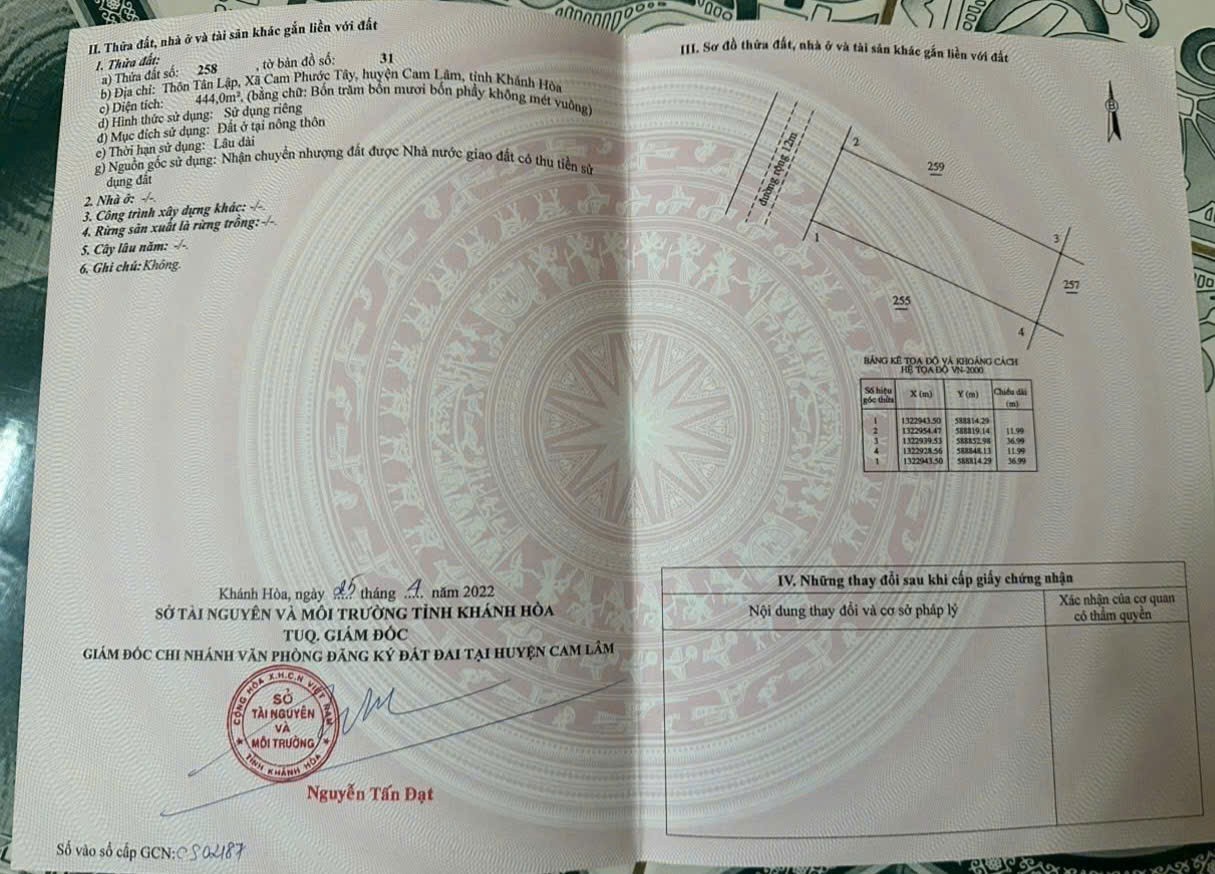 II. Thửa đất, nhà ở và tài sản khác gắn liền với đất
1. Thửa đất:
a) Thửa đất số: 258 , tờ bản đồ số: 31
b) Địa chỉ: Thôn Tân Lập, Xã Cam Phước Tây, huyện Cam Lâm, tỉnh Khánh Hòa
c) Diện tích: 444,0m², (bằng chữ: Bốn trăm bốn mươi bốn phẩy không mét vuông)
d) Hình thức sử dụng: Sử dụng riêng
đ) Mục đích sử dụng: Đất ở tại nông thôn
e) Thời hạn sử dụng: Lâu dài
g) Nguồn gốc sử dụng: Nhận chuyển nhượng đất được Nhà nước giao đất có thu tiền sử
dụng đất
2. Nhà ở: -/-.
3. Công trình xây dựng khác: -/-.
4. Rừng sản xuất là rừng trồng: -/-.
5. Cây lâu năm: -/-.
6. Ghi chú: Không.
Khánh Hòa, ngày 25 tháng 4 năm 2022
SỞ TÀI NGUYÊN VÀ MÔI TRƯỜNG TỈNH KHÁNH HÒA
TUQ. GIÁM ĐỐC
GIÁM ĐỐC CHI NHÁNH VĂN PHÒNG ĐĂNG KÝ ĐẤT ĐAI TẠI HUYỆN CAM LÂM
CỘNG HÒA X.H.C.N VIỆT NAM
SỞ
TÀI NGUYÊN
VÀ
MÔI TRƯỜNG
TỈNH KHÁNH HÒA
Nguyễn Tấn Đạt
Số vào sổ cấp GCN: CS02187
III. Sơ đồ thửa đất, nhà ở và tài sản khác gắn liền với đất
B
đường rộng 12m
2
259
3
1
257
255
4
BẢNG KÊ TỌA ĐỘ VÀ KHOẢNG CÁCH
HỆ TỌA ĐỘ VN-2000
Số hiệu góc thửa X (m) Y (m) Chiều dài (m)
1 1322943.50 588814.29
2 1322954.47 588819.14 11.99
3 1322939.53 588852.98 36.99
4 1322928.56 588848.13 11.99
1 1322943.50 588814.29 36.99
IV. Những thay đổi sau khi cấp giấy chứng nhận
Nội dung thay đổi và cơ sở pháp lý
Xác nhận của cơ quan
có thẩm quyền